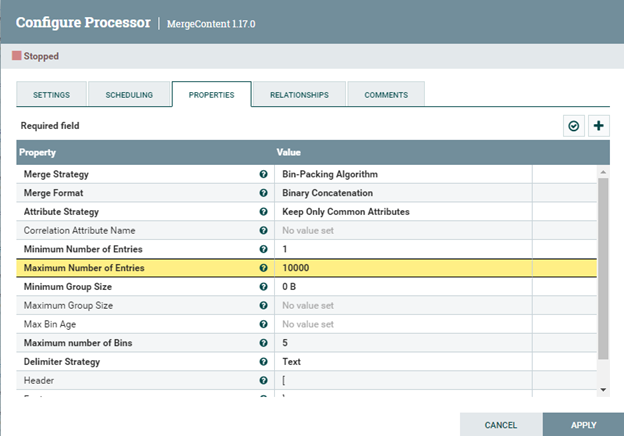 Configure Processor | MergeContent 1.17.0
Stopped
SETTINGS SCHEDULING PROPERTIES RELATIONSHIPS COMMENTS
Required field
Property Value
Merge Strategy Bin-Packing Algorithm
Merge Format Binary Concatenation
Attribute Strategy Keep Only Common Attributes
Correlation Attribute Name No value set
Minimum Number of Entries 1
Maximum Number of Entries 10000
Minimum Group Size 0 B
Maximum Group Size No value set
Max Bin Age No value set
Maximum number of Bins 5
Delimiter Strategy Text
Header [
CANCEL APPLY